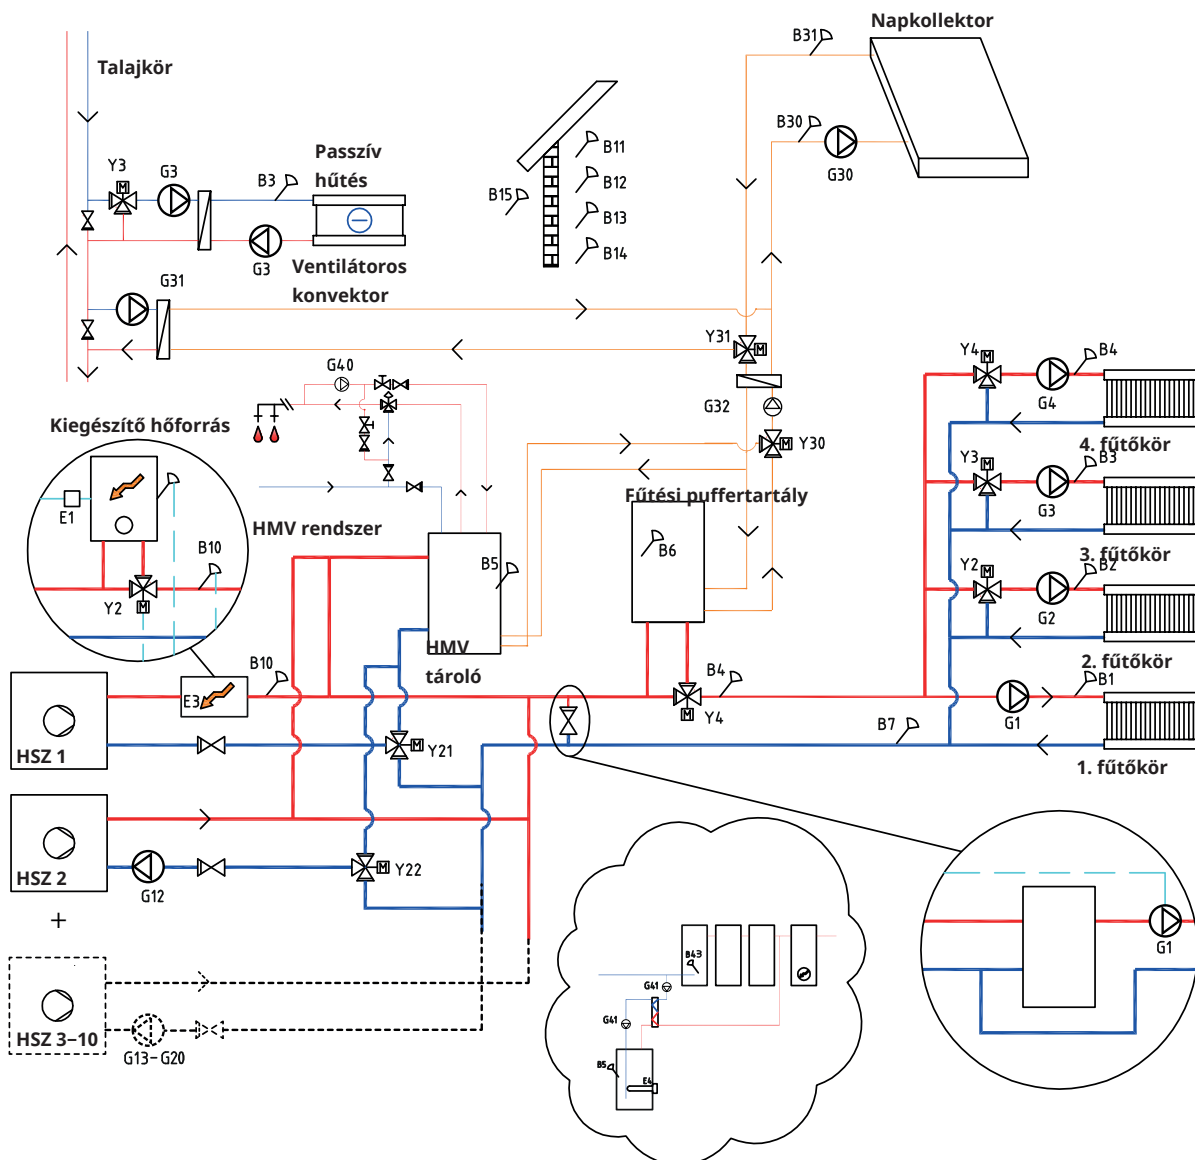 Napkollektor
B31
Talajkör
B30
G30
Y3
G3
B3
Passzív
hűtés
B11
B12
B15
B13
B14
G3
Ventilátoros
konvektor
G31
Y31
G40
G32
Y30
Y4
B4
G4
4. fűtőkör
Kiegészítő hőforrás
E1
B10
Y2
HMV rendszer
Fűtési puffertartály
B6
B5
Y3
B3
G3
3. fűtőkör
Y2
B2
G2
2. fűtőkör
HMV
tároló
B10
E3
B4
Y4
B1
G1
B7
1. fűtőkör
HSZ 1
Y21
HSZ 2
G12
Y22
+
HSZ 3–10
G13-G20
B43
G41
G41
B5
E4
G1